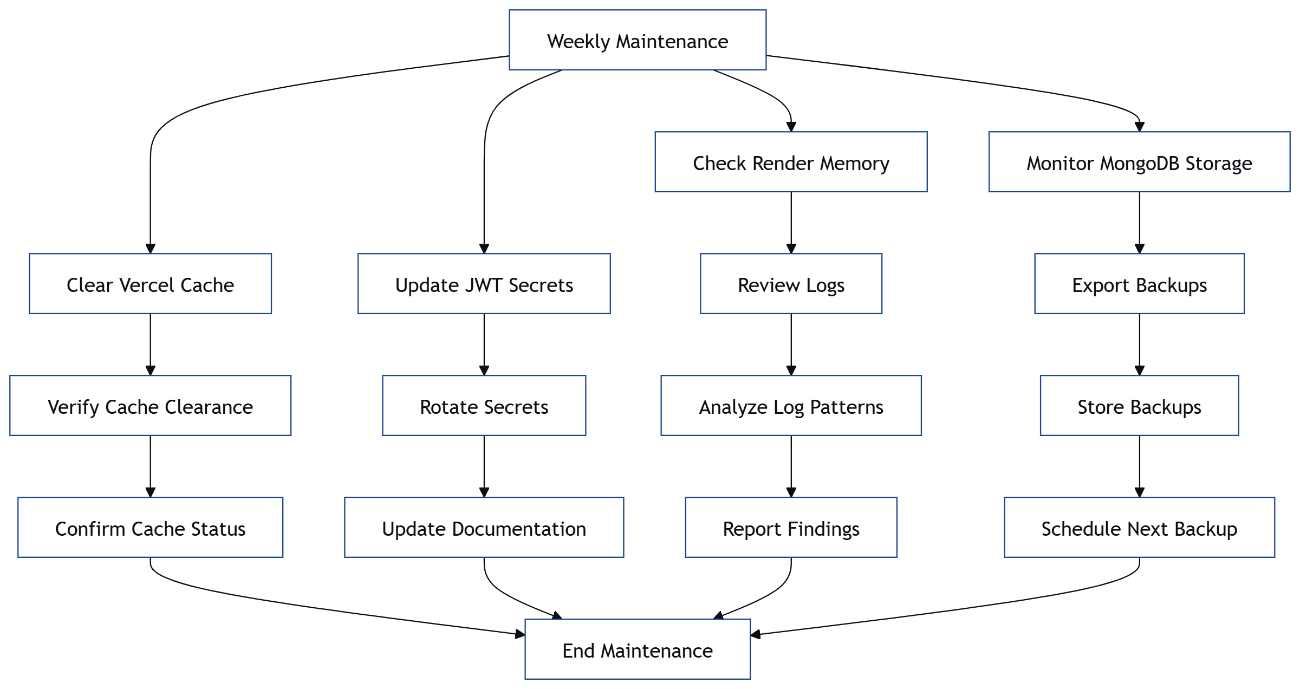 Weekly Maintenance
Check Render Memory
Monitor MongoDB Storage
Clear Vercel Cache
Update JWT Secrets
Review Logs
Export Backups
Verify Cache Clearance
Rotate Secrets
Analyze Log Patterns
Store Backups
Confirm Cache Status
Update Documentation
Report Findings
Schedule Next Backup
End Maintenance